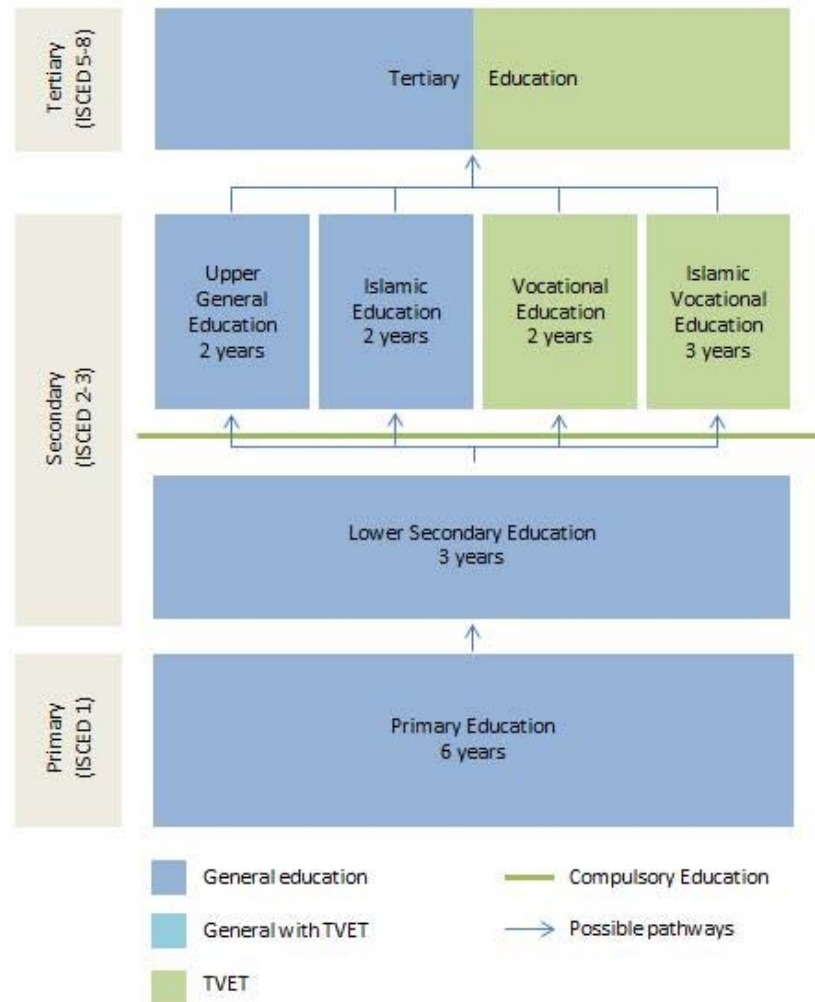 Tertiary
(ISCED 5-8)
Tertiary Education
Secondary
(ISCED 2-3)
Upper
General
Education
2 years
Islamic
Education
2 years
Vocational
Education
2 years
Islamic
Vocational
Education
3 years
Lower Secondary Education
3 years
Primary
(ISCED 1)
Primary Education
6 years
General education
Compulsory Education
General with TVET
Possible pathways
TVET